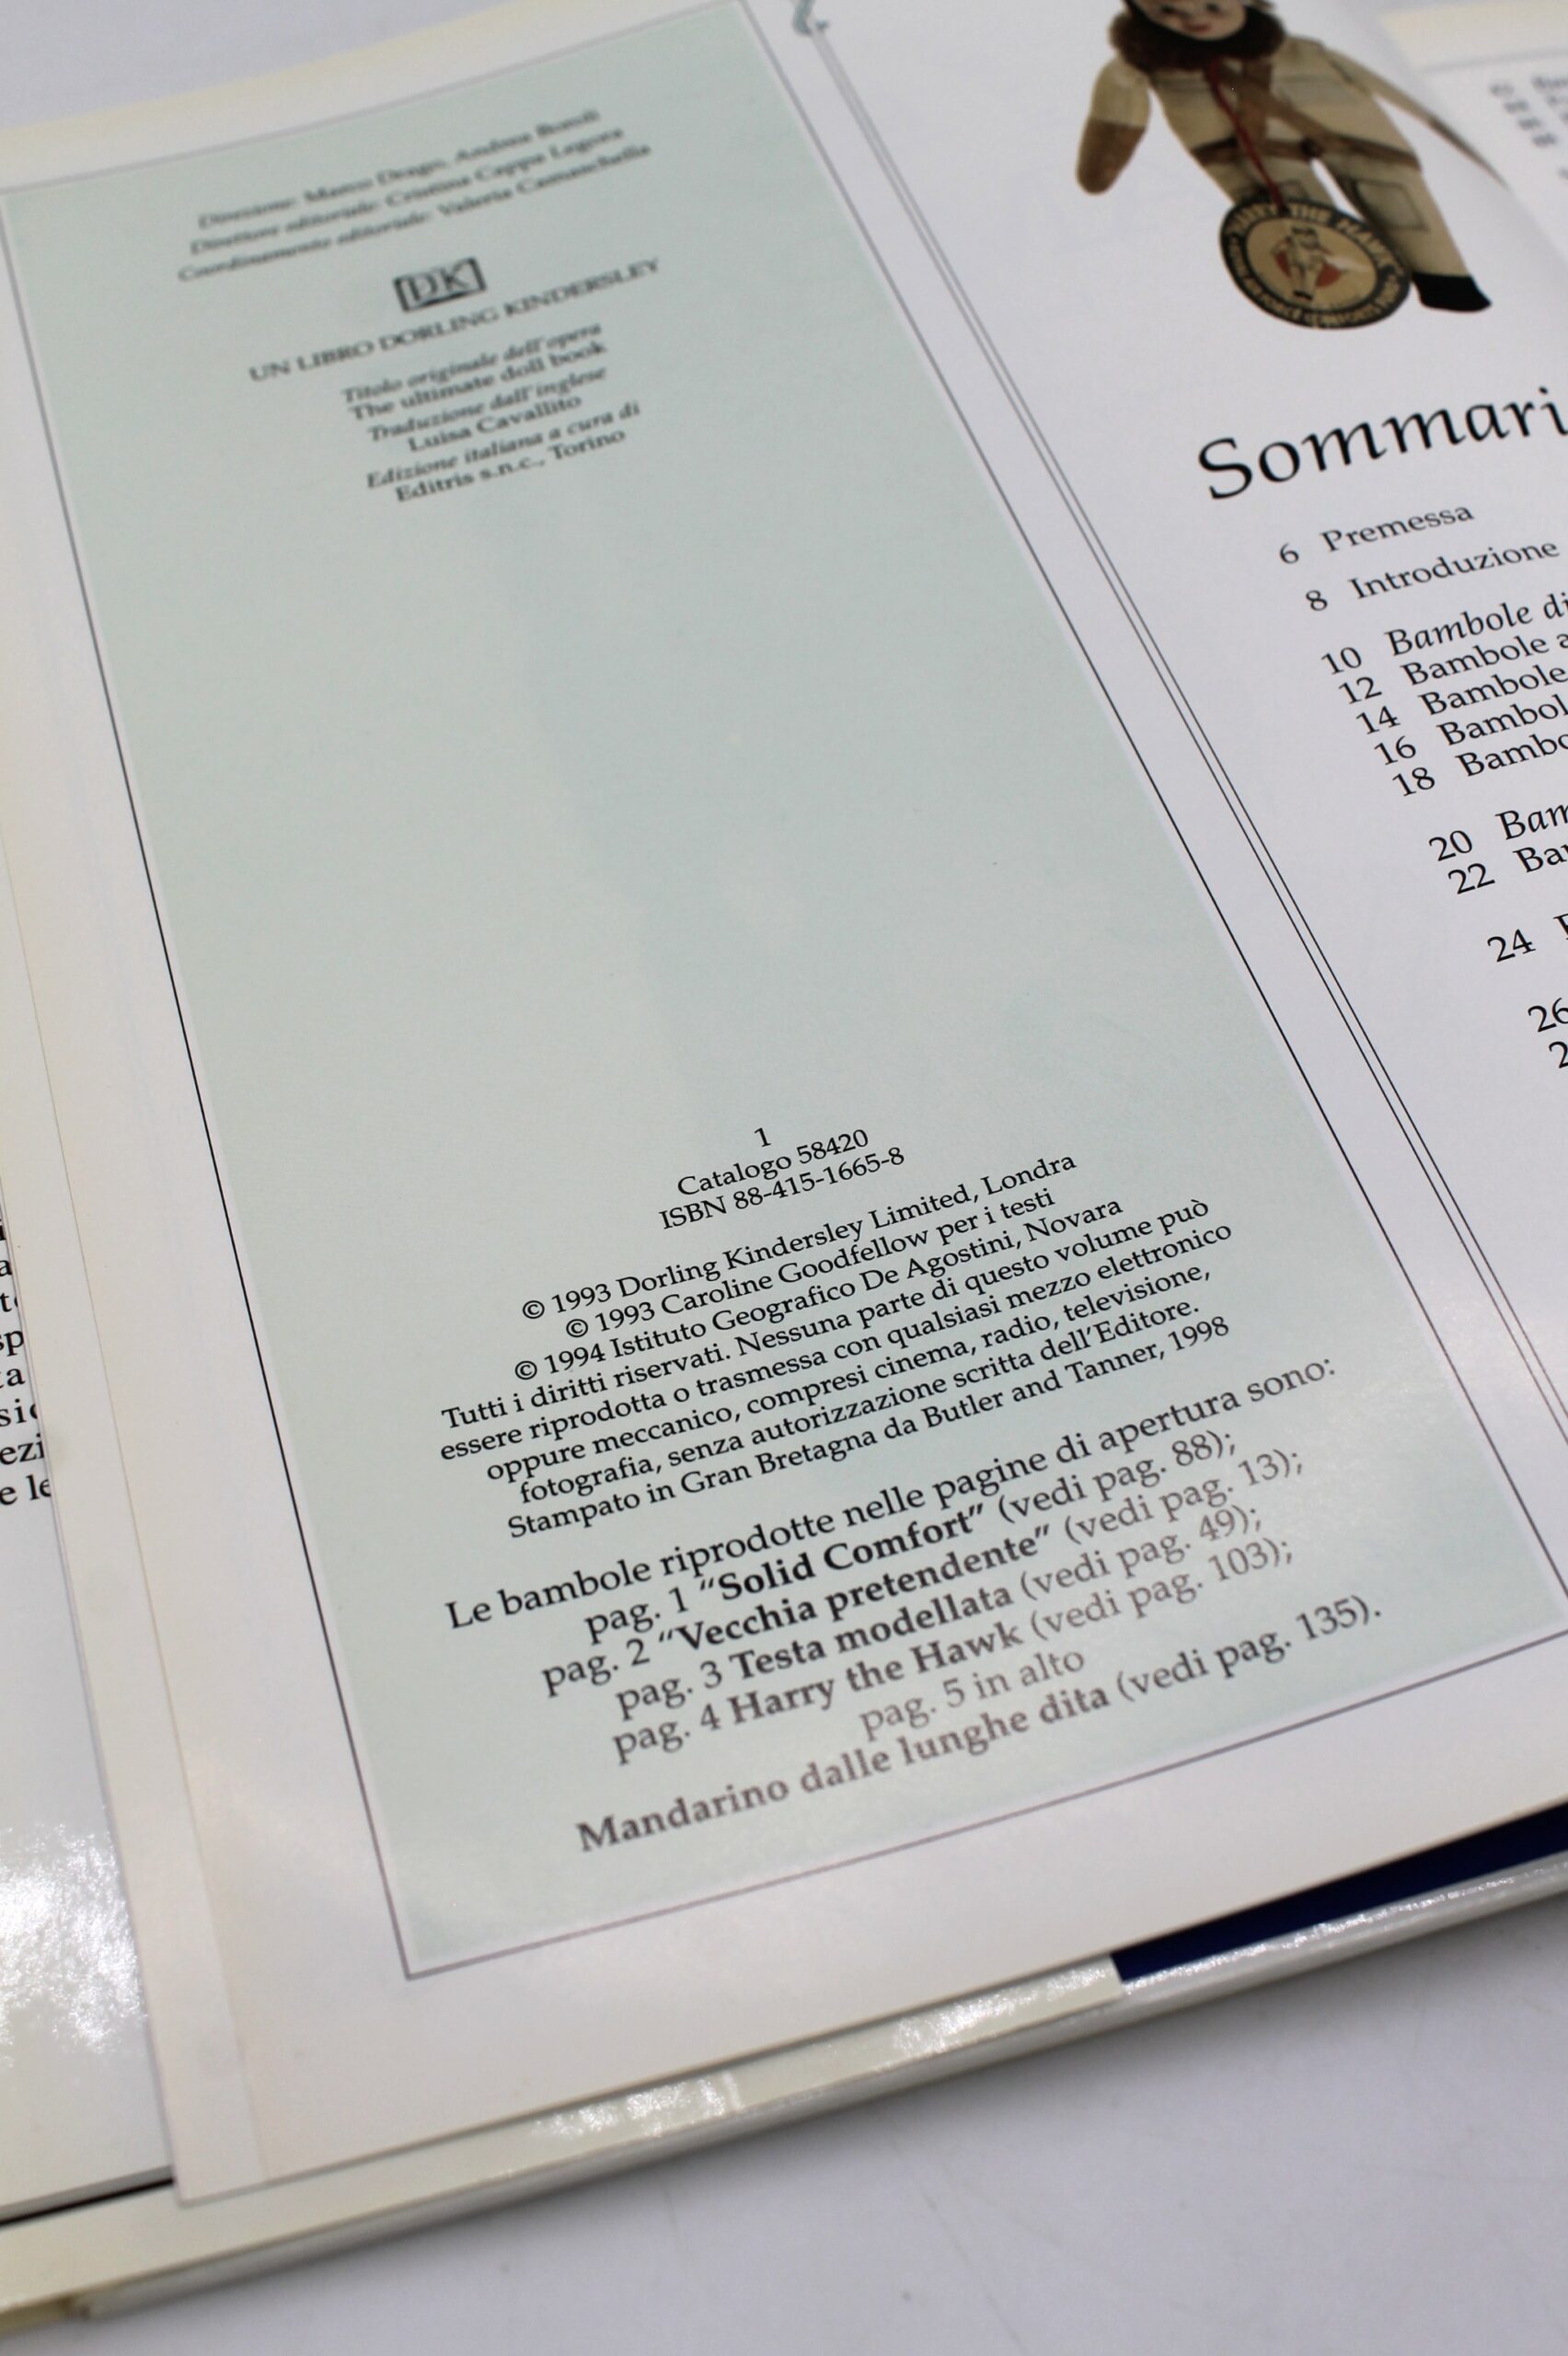 Direzione: Marco Drago, Andrea Boroli
Direttore editoriale: Cristina Cappa Legora
Coordinamento editoriale: Valeria Camaschella
DK
UN LIBRO DORLING KINDERSLEY
Titolo originale dell'opera
The ultimate doll book
Traduzione dall'inglese
Luisa Cavallito
Edizione italiana a cura di
Editris s.n.c., Torino
1
Catalogo 58420
ISBN 88-415-1665-8
© 1993 Dorling Kindersley Limited, Londra
© 1993 Caroline Goodfellow per i testi
© 1994 Istituto Geografico De Agostini, Novara
Tutti i diritti riservati. Nessuna parte di questo volume può
essere riprodotta o trasmessa con qualsiasi mezzo elettronico
oppure meccanico, compresi cinema, radio, televisione,
fotografia, senza autorizzazione scritta dell'Editore.
Stampato in Gran Bretagna da Butler and Tanner, 1998
Le bambole riprodotte nelle pagine di apertura sono:
pag. 1 "Solid Comfort" (vedi pag. 88);
pag. 2 "Vecchia pretendente" (vedi pag. 13);
pag. 3 Testa modellata (vedi pag. 49);
pag. 4 Harry the Hawk (vedi pag. 103);
pag. 5 in alto
Mandarino dalle lunghe dita (vedi pag. 135).
HARRY THE HAWK
Sommari
6 Premessa
8 Introduzione
10 Bambole di
12 Bambole a
14 Bambole
16 Bambol
18 Bambo
20 Bam
22 Ba
24
26
2